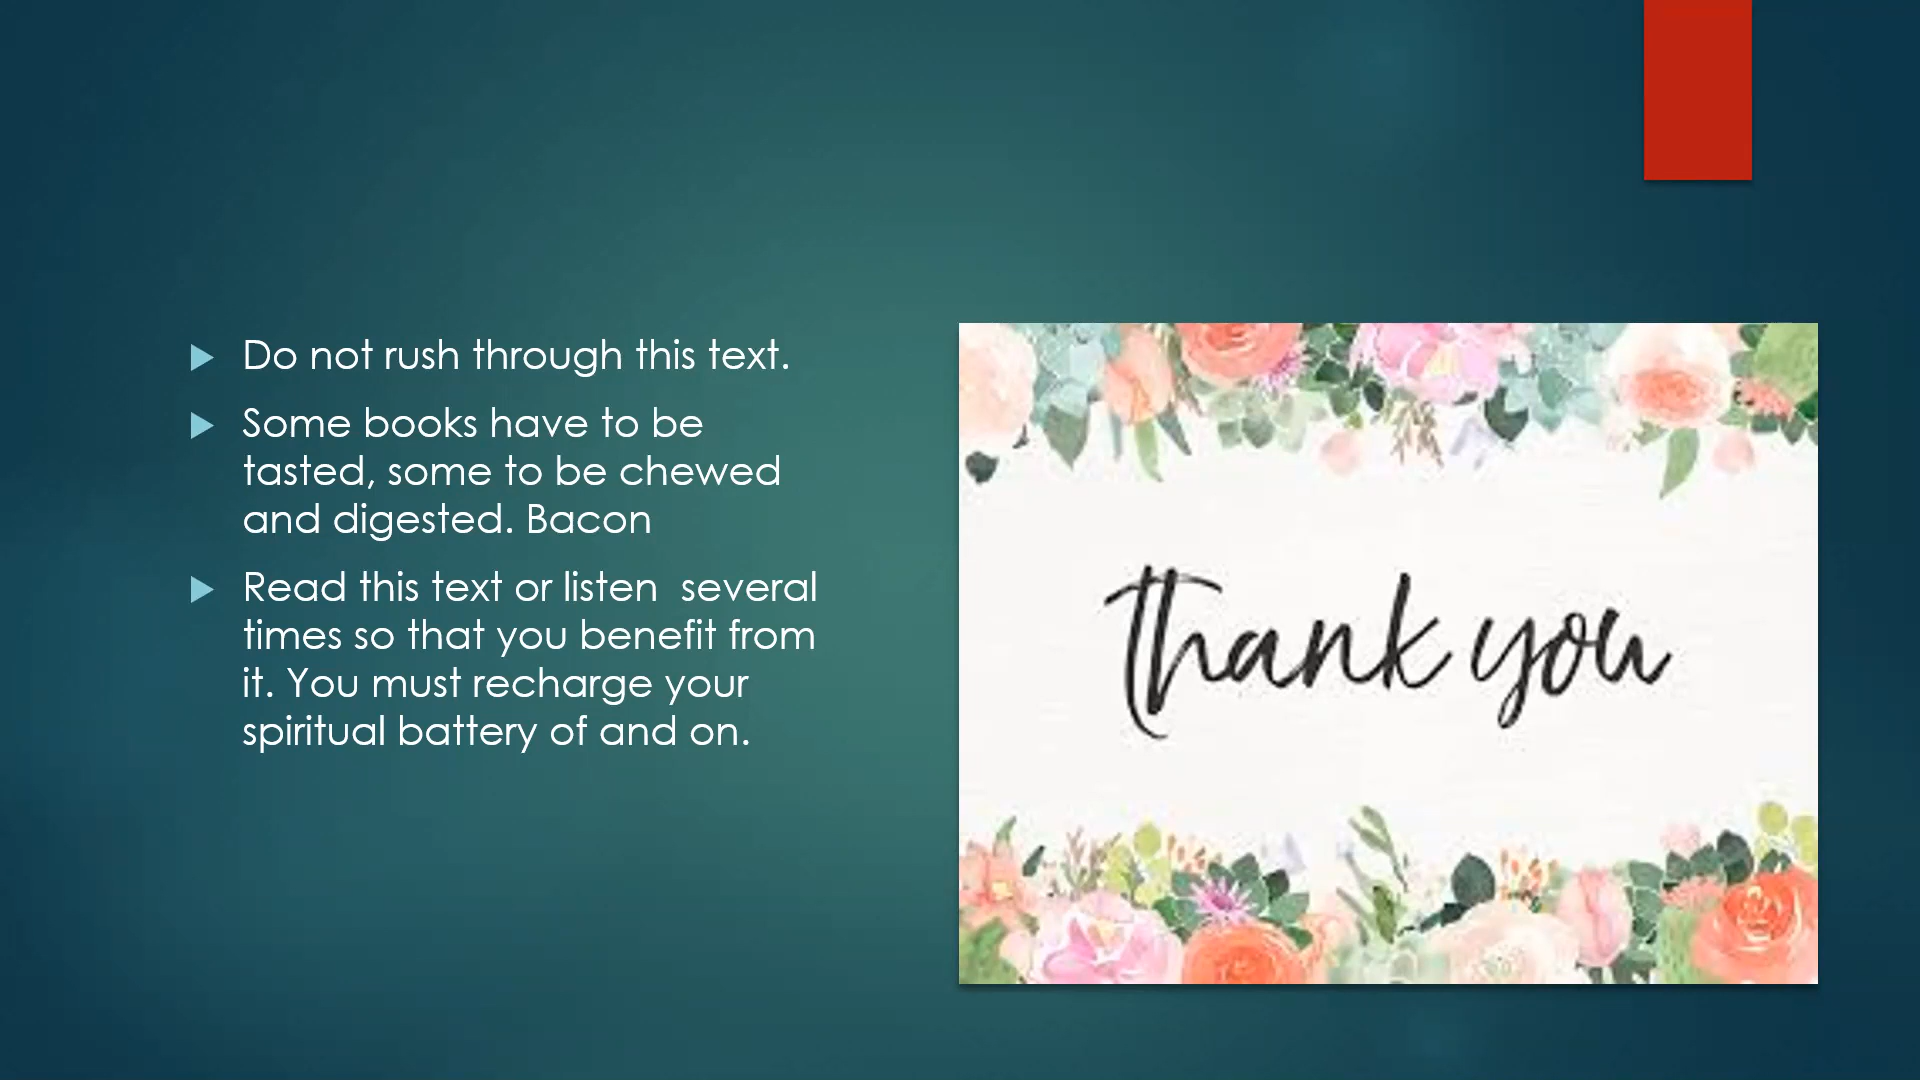 Do not rush through this text.
Some books have to be
tasted, some to be chewed
and digested. Bacon
Read this text or listen  several
times so that you benefit from
it. You must recharge your
spiritual battery of and on.
thank you